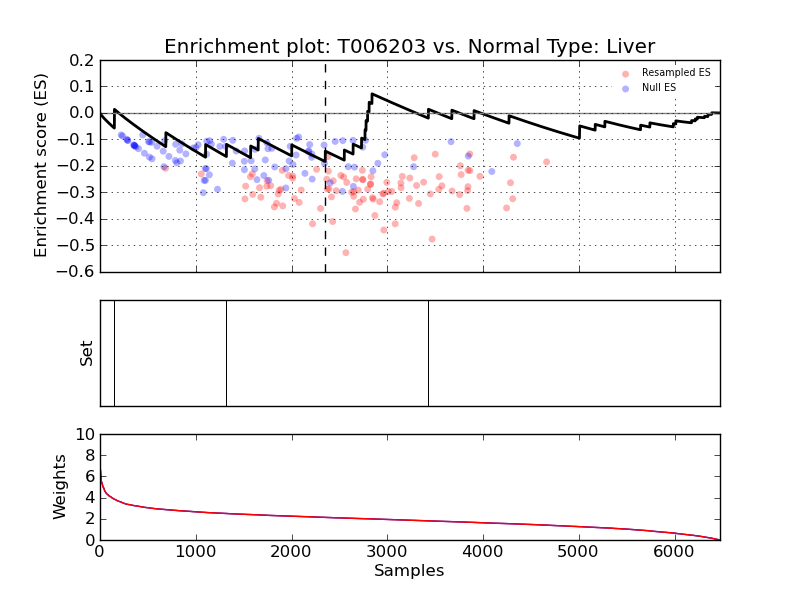 Enrichment plot: T006203 vs. Normal Type: Liver
0.2
0.1
0.0
−0.1
−0.2
−0.3
−0.4
−0.5
−0.6
Enrichment score (ES)
Resampled ES
Null ES
Set
10
8
6
4
2
0
Weights
0 1000 2000 3000 4000 5000 6000
Samples